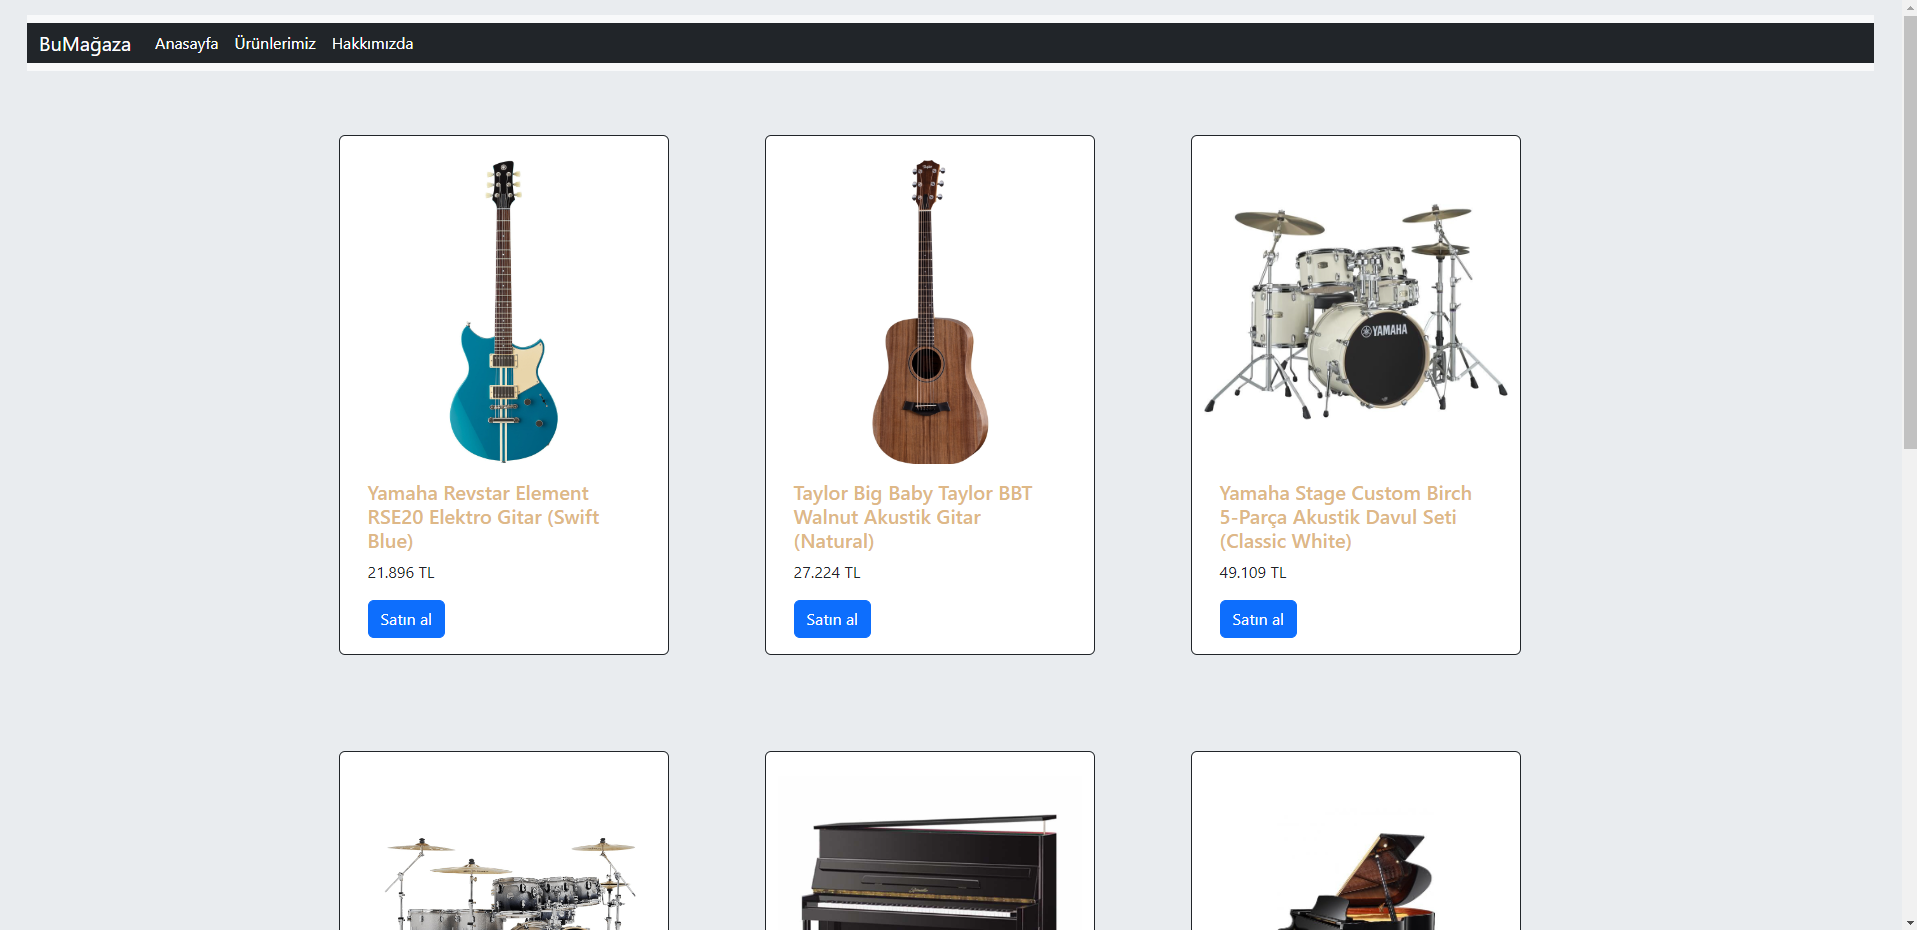 BuMağaza Anasayfa Ürünlerimiz Hakkımızda
YAMAHA
Yamaha Revstar Element
RSE20 Elektro Gitar (Swift
Blue)
21.896 TL
Satın al
Taylor Big Baby Taylor BBT
Walnut Akustik Gitar
(Natural)
27.224 TL
Satın al
Yamaha Stage Custom Birch
5-Parça Akustik Davul Seti
(Classic White)
49.109 TL
Satın al